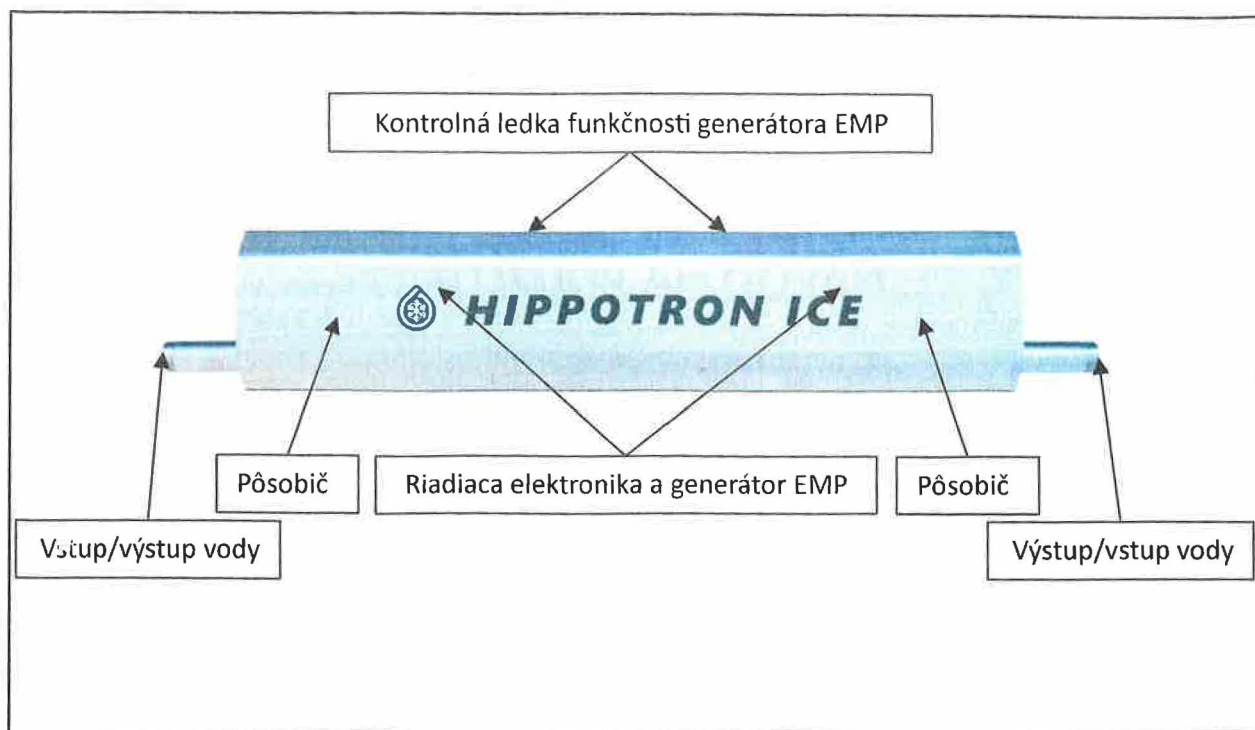 Kontrolná ledka funkčnosti generátora EMP
HIPPOTRON ICE
Pôsobič
Riadiaca elektronika a generátor EMP
Pôsobič
Vstup/výstup vody
Výstup/vstup vody